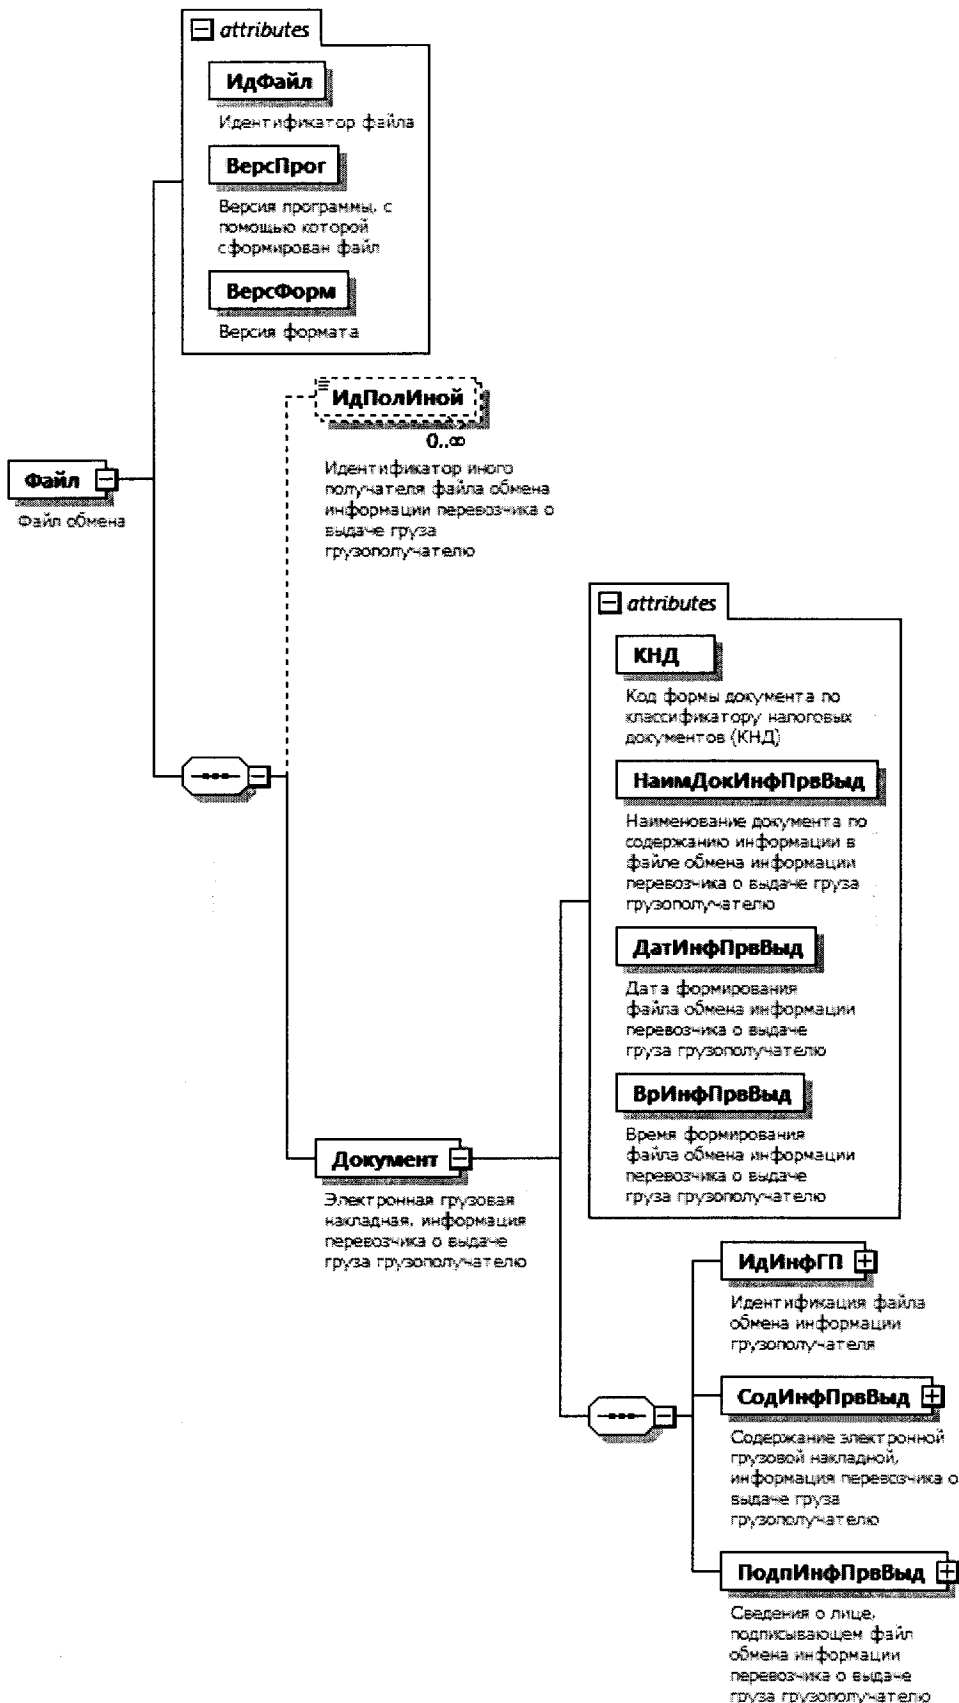 attributes
ИдФайл
Идентификатор файла
ВерсПрог
Версия программы, с
помощью которой
сформирован файл
ВерсФорм
Версия формата
ИдПолИной
0..∞
Идентификатор иного
получателя файла обмена
информации перевозчика о
выдаче груза
грузополучателю
Файл
Файл обмена
attributes
КНД
Код формы документа по
классификатору налоговых
документов (КНД)
НаимДокИнфПрвВыд
Наименование документа по
содержанию информации в
файле обмена информации
перевозчика о выдаче груза
грузополучателю
ДатИнфПрвВыд
Дата формирования
файла обмена информации
перевозчика о выдаче
груза грузополучателю
ВрИнфПрвВыд
Время формирования
файла обмена информации
перевозчика о выдаче
груза грузополучателю
Документ
Электронная грузовая
накладная, информация
перевозчика о выдаче
груза грузополучателю
ИдИнфГП
Идентификация файла
обмена информации
грузополучателя
СодИнфПрвВыд
Содержание электронной
грузовой накладной,
информация перевозчика о
выдаче груза
грузополучателю
ПодпИнфПрвВыд
Сведения о лице,
подписывающем файл
обмена информации
перевозчика о выдаче
груза грузополучателю